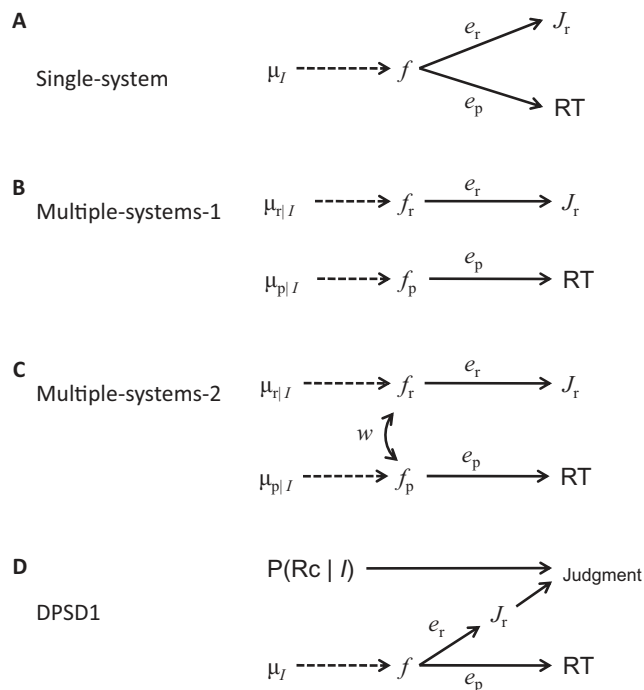 A
Single-system
μI
f
er
Jr
ep
RT
B
Multiple-systems-1
μr|I
fr
er
Jr
μp|I
fp
ep
RT
C
Multiple-systems-2
μr|I
fr
er
Jr
w
μp|I
fp
ep
RT
D
DPSD1
P(Rc | I)
Judgment
Jr
er
μI
f
ep
RT